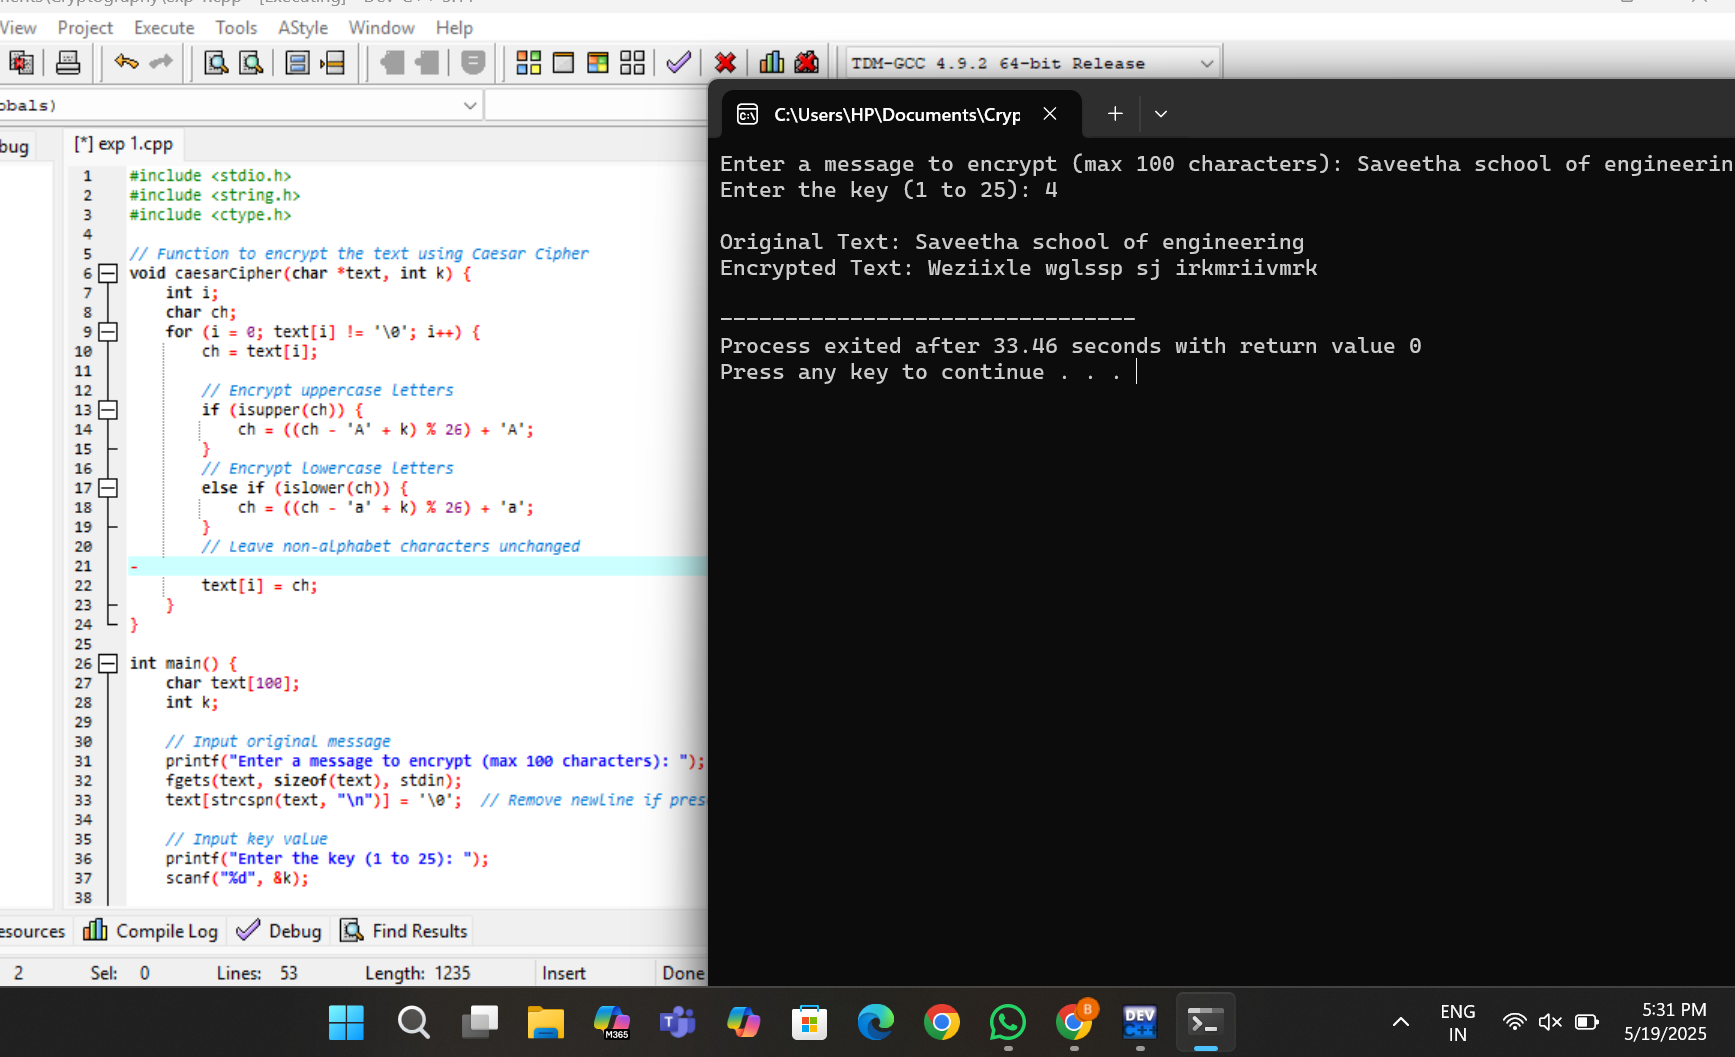 View Project Execute Tools AStyle Window Help
TDM-GCC 4.9.2 64-bit Release
obals)
bug
[*] exp 1.cpp
1 #include <stdio.h>
2 #include <string.h>
3 #include <ctype.h>
4
5 // Function to encrypt the text using Caesar Cipher
6 void caesarCipher(char *text, int k) {
7 int i;
8 char ch;
9 for (i = 0; text[i] != '\0'; i++) {
10 ch = text[i];
11
12 // Encrypt uppercase letters
13 if (isupper(ch)) {
14 ch = ((ch - 'A' + k) % 26) + 'A';
15 }
16 // Encrypt lowercase letters
17 else if (islower(ch)) {
18 ch = ((ch - 'a' + k) % 26) + 'a';
19 }
20 // Leave non-alphabet characters unchanged
21 -
22 text[i] = ch;
23 }
24 }
25
26 int main() {
27 char text[100];
28 int k;
29
30 // Input original message
31 printf("Enter a message to encrypt (max 100 characters): ");
32 fgets(text, sizeof(text), stdin);
33 text[strcspn(text, "\n")] = '\0'; // Remove newline if pres
34
35 // Input key value
36 printf("Enter the key (1 to 25): ");
37 scanf("%d", &k);
38
esources Compile Log Debug Find Results
2 Sel: 0 Lines: 53 Length: 1235 Insert Done
C:\Users\HP\Documents\Cryp
Enter a message to encrypt (max 100 characters): Saveetha school of engineerin
Enter the key (1 to 25): 4
Original Text: Saveetha school of engineering
Encrypted Text: Weziixle wglssp sj irkmriivmrk
--------------------------------
Process exited after 33.46 seconds with return value 0
Press any key to continue . . .
M365
T
B
DEV
C++
ENG
IN
5:31 PM
5/19/2025